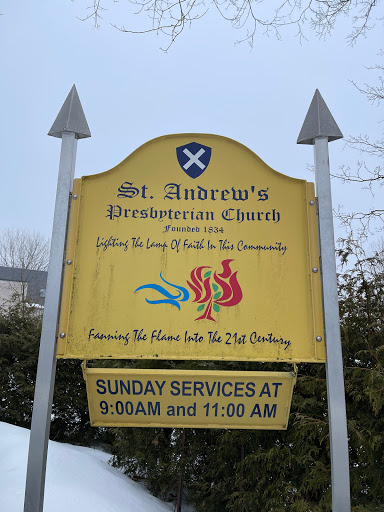 St. Andrew's
Presbyterian Church
Founded 1834
Lighting The Lamp Of Faith In This Community
Fanning The Flame Into The 21st Century
SUNDAY SERVICES AT
9:00AM and 11:00 AM